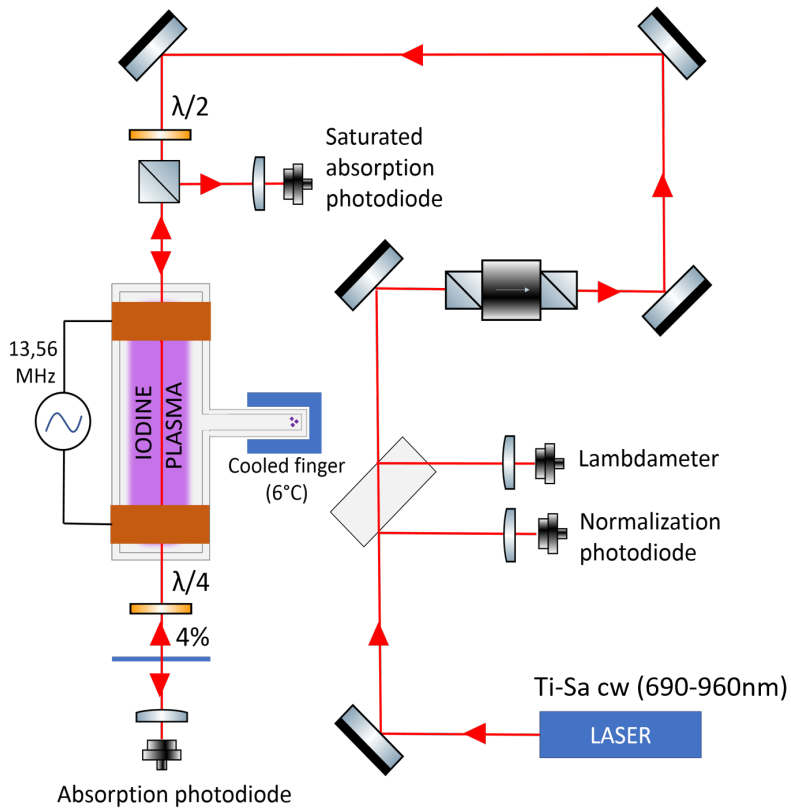 λ/2
Saturated
absorption
photodiode
13,56
MHz
IODINE
PLASMA
Cooled finger
(6°C)
Lambdameter
Normalization
photodiode
λ/4
4%
Ti-Sa cw (690-960nm)
LASER
Absorption photodiode